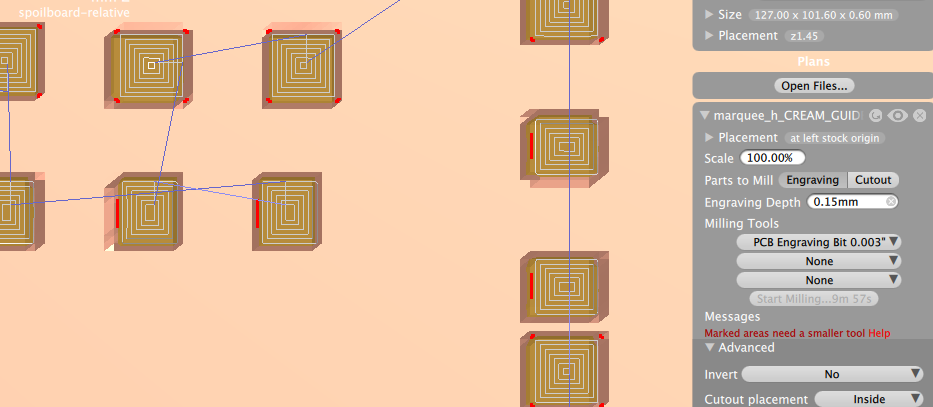 spoilboard-relative
Size 127.00 x 101.60 x 0.60 mm
Placement z1.45
Plans
Open Files...
marquee_h_CREAM_GUID
Placement at left stock origin
Scale 100.00%
Parts to Mill Engraving Cutout
Engraving Depth 0.15mm
Milling Tools
PCB Engraving Bit 0.003"
None
None
Start Milling...9m 57s
Messages
Marked areas need a smaller tool Help
Advanced
Invert No
Cutout placement Inside